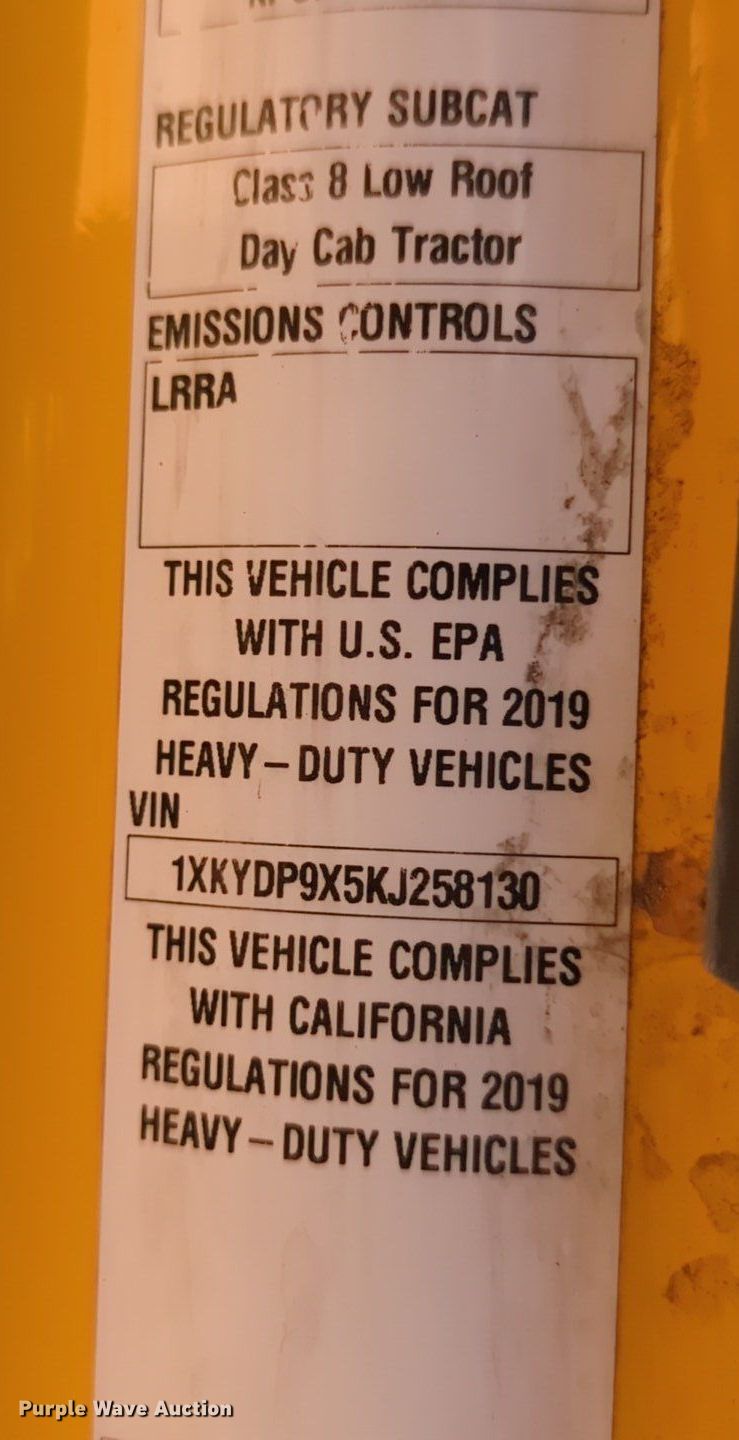 REGULATORY SUBCAT
Class 8 Low Roof
Day Cab Tractor
EMISSIONS CONTROLS
LRRA
THIS VEHICLE COMPLIES
WITH U.S. EPA
REGULATIONS FOR 2019
HEAVY-DUTY VEHICLES
VIN
1XKYDP9X5KJ258130
THIS VEHICLE COMPLIES
WITH CALIFORNIA
REGULATIONS FOR 2019
HEAVY-DUTY VEHICLES
Purple Wave Auction